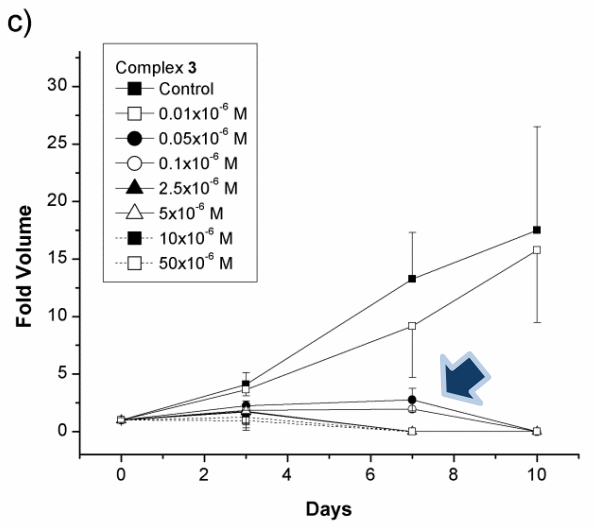 c)
Complex 3
Control
0.01x10⁻⁶ M
0.05x10⁻⁶ M
0.1x10⁻⁶ M
2.5x10⁻⁶ M
5x10⁻⁶ M
10x10⁻⁶ M
50x10⁻⁶ M
Fold Volume
30
25
20
15
10
5
0
0 2 4 6 8 10
Days